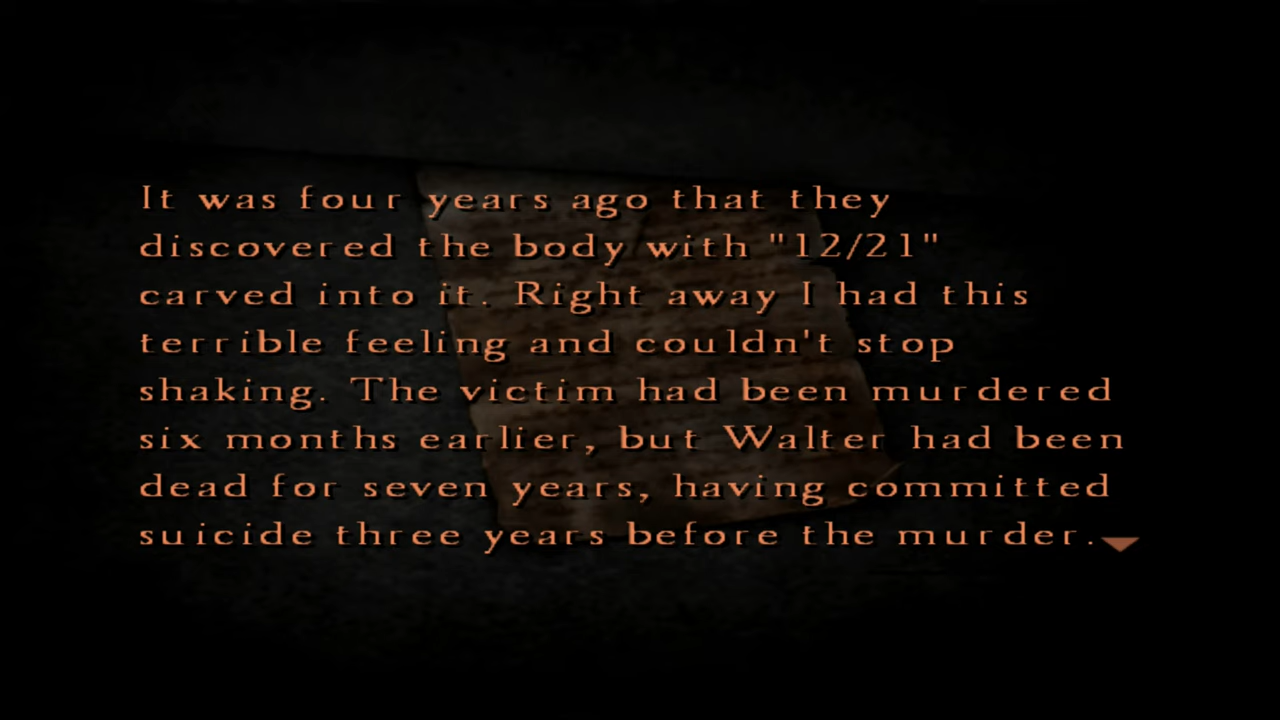 It was four years ago that they
discovered the body with "12/21"
carved into it. Right away I had this
terrible feeling and couldn't stop
shaking. The victim had been murdered
six months earlier, but Walter had been
dead for seven years, having committed
suicide three years before the murder.